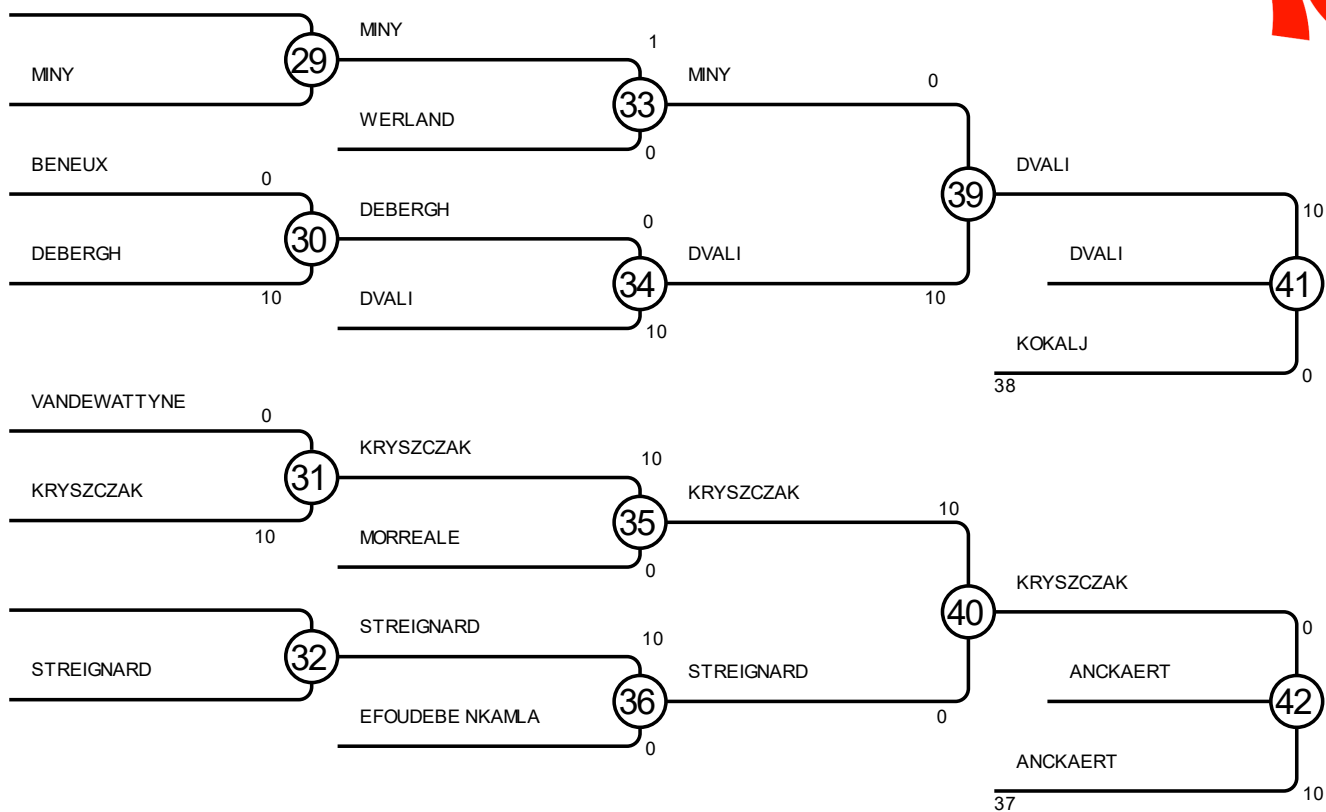 MINY
1
29
MINY
MINY
0
33
WERLAND
0
BENEUX
0
DVALI
39
DEBERGH
0
10
30
DEBERGH
DVALI
DVALI
34
41
DVALI
10
10
10
KOKALJ
0
38
VANDEWATTYNE
0
KRYSZCZAK
10
31
KRYSZCZAK
KRYSZCZAK
10
35
10
MORREALE
0
KRYSZCZAK
40
0
STREIGNARD
10
32
STREIGNARD
STREIGNARD
ANCKAERT
36
42
EFOUDEBE NKAMLA
0
0
ANCKAERT
10
37